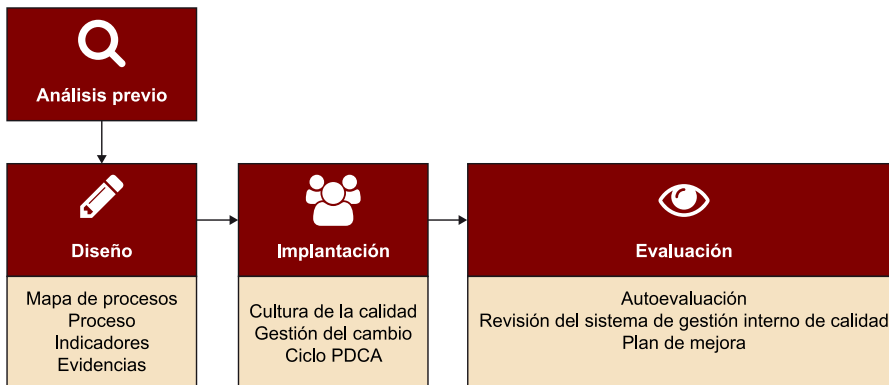 Análisis previo
Diseño
Mapa de procesos
Proceso
Indicadores
Evidencias
Implantación
Cultura de la calidad
Gestión del cambio
Ciclo PDCA
Evaluación
Autoevaluación
Revisión del sistema de gestión interno de calidad
Plan de mejora